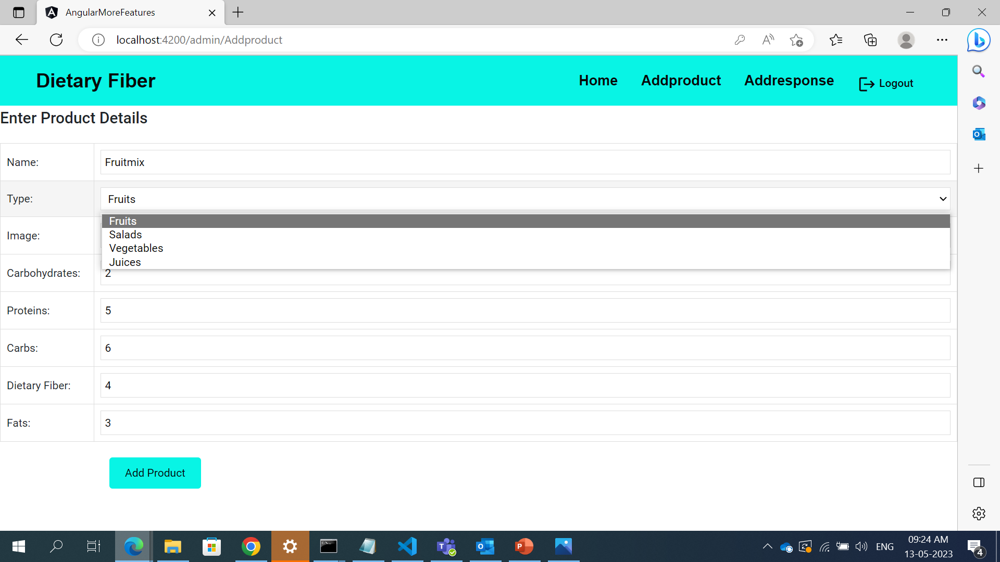 AngularMoreFeatures
localhost:4200/admin/Addproduct
Dietary Fiber
Home Addproduct Addresponse Logout
Enter Product Details
Name: Fruitmix
Type: Fruits
Fruits
Salads
Image:
Vegetables
Juices
Carbohydrates: 2
Proteins: 5
Carbs: 6
Dietary Fiber: 4
Fats: 3
Add Product
ENG
09:24 AM
13-05-2023
4